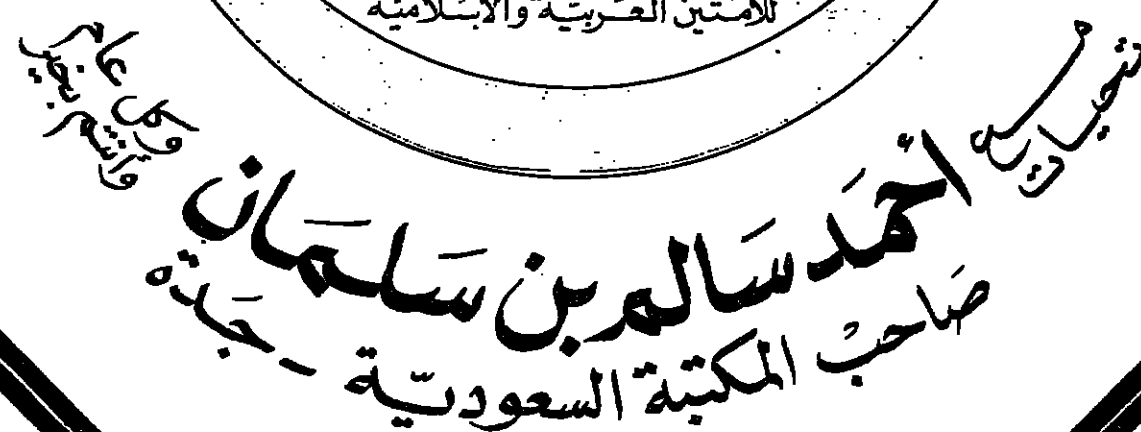 للأمتين العربية والإسلامية
تحيات
أحمد سالم بن سلمان
صاحب المكتبة السعودية - جدة
وكل عام
وأنتم بخير